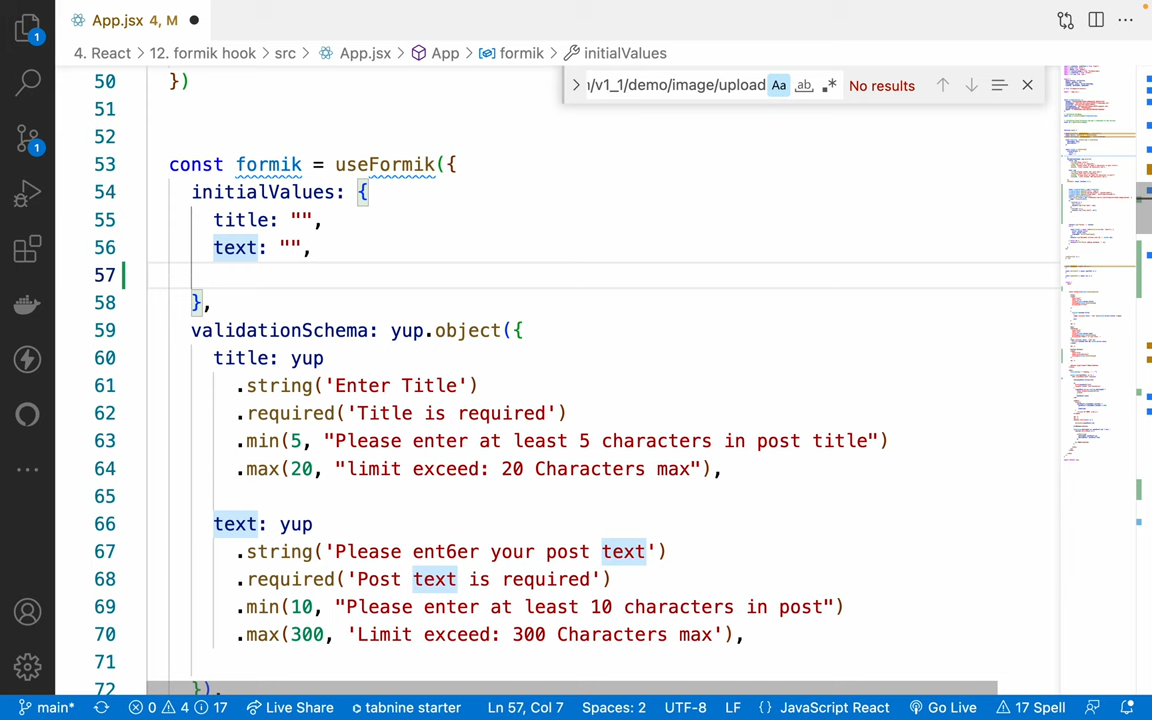 App.jsx 4, M ●
4. React > 12. formik hook > src > App.jsx > App > formik > initialValues
ı/v1_1/demo/image/upload Aa ab .* No results
1
1
50 })
51
52
53 const formik = useFormik({
54 initialValues: {
55 title: "",
56 text: "",
57
58 },
59 validationSchema: yup.object({
60 title: yup
61 .string('Enter Title')
62 .required('Title is required')
63 .min(5, "Please enter at least 5 characters in post title")
64 .max(20, "limit exceed: 20 Characters max"),
65
66 text: yup
67 .string('Please ent6er your post text')
68 .required('Post text is required')
69 .min(10, "Please enter at least 10 characters in post")
70 .max(300, 'Limit exceed: 300 Characters max'),
71
72 }),
main* 0 4 17 Live Share tabnine starter Ln 57, Col 7 Spaces: 2 UTF-8 LF {} JavaScript React Go Live 17 Spell